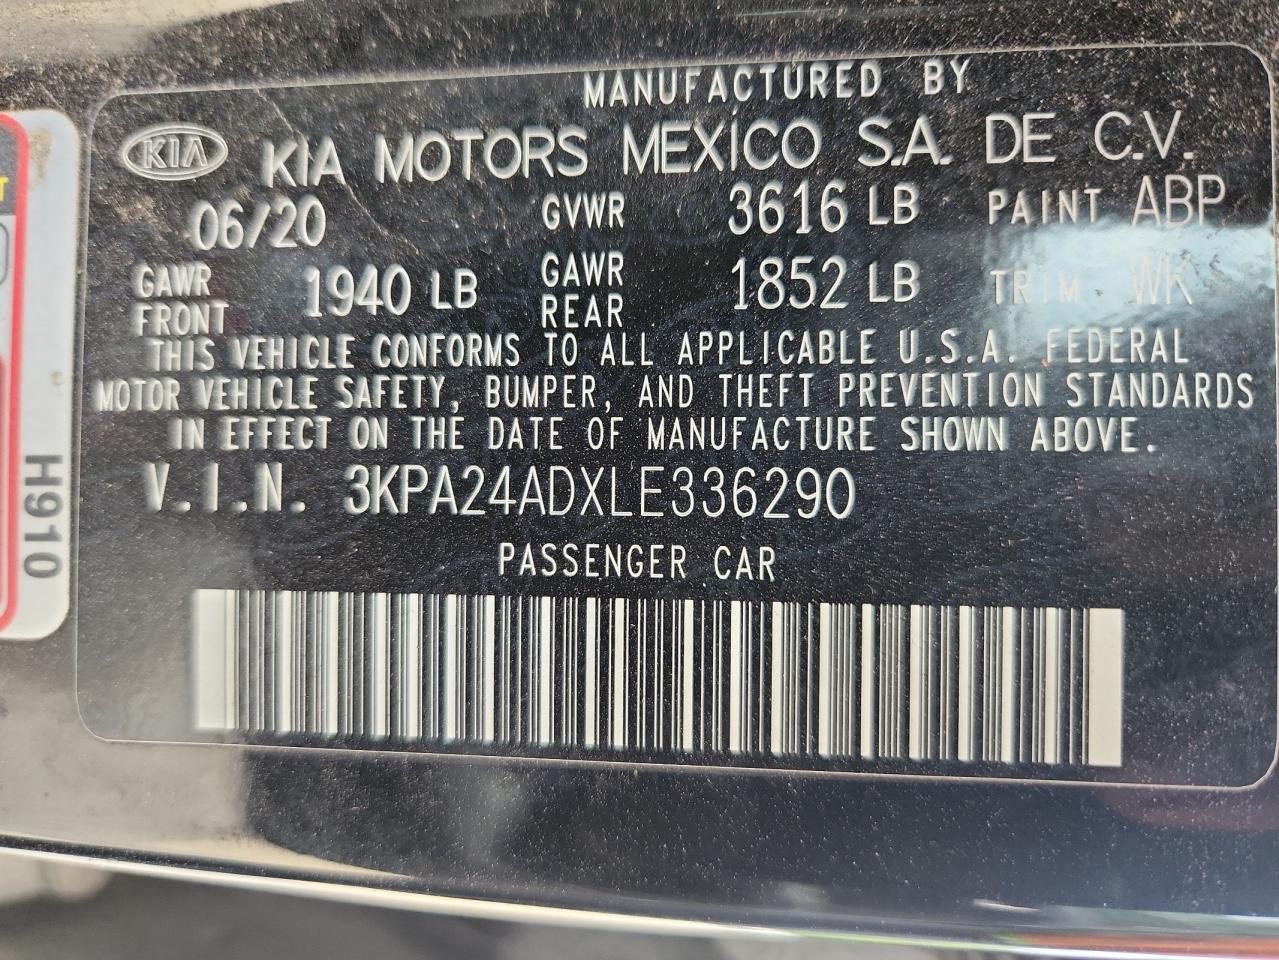 MANUFACTURED BY
KIA KIA MOTORS MEXÍCO S.A. DE C.V.
06/20 GVWR 3616 LB PAINT ABP
GAWR FRONT 1940 LB GAWR REAR 1852 LB TRIM WK
THIS VEHICLE CONFORMS TO ALL APPLICABLE U.S.A. FEDERAL
MOTOR VEHICLE SAFETY, BUMPER, AND THEFT PREVENTION STANDARDS
IN EFFECT ON THE DATE OF MANUFACTURE SHOWN ABOVE.
V.I.N. 3KPA24ADXLE336290
PASSENGER CAR
H910